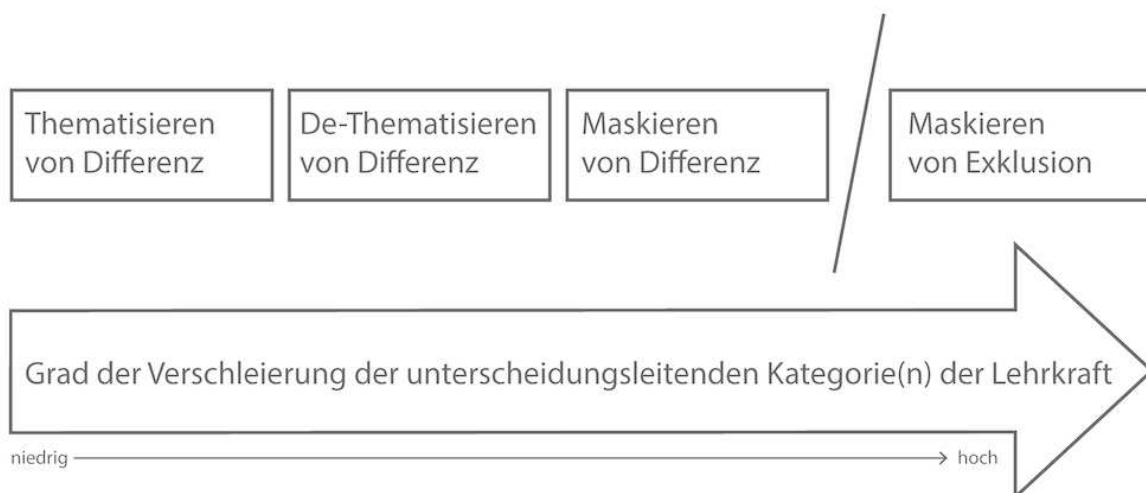 Thematisieren
von Differenz
De-Thematisieren
von Differenz
Maskieren
von Differenz
Maskieren
von Exklusion
Grad der Verschleierung der unterscheidungsleitenden Kategorie(n) der Lehrkraft
niedrig
hoch